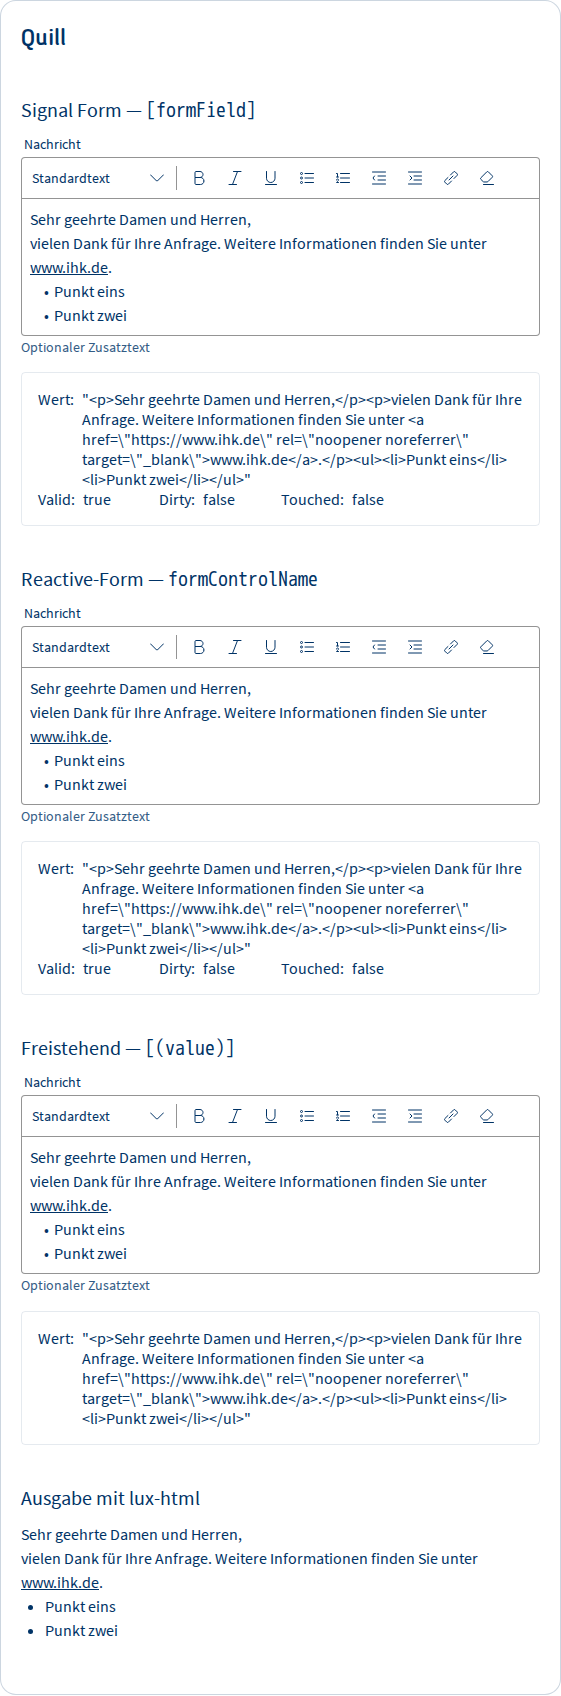 Quill
Signal Form — [formField]
Nachricht
Standardtext B I U
Sehr geehrte Damen und Herren,
vielen Dank für Ihre Anfrage. Weitere Informationen finden Sie unter
www.ihk.de.
• Punkt eins
• Punkt zwei
Optionaler Zusatztext
Wert: "<p>Sehr geehrte Damen und Herren,</p><p>vielen Dank für Ihre
Anfrage. Weitere Informationen finden Sie unter <a
href=\"https://www.ihk.de\" rel=\"noopener noreferrer\"
target=\"_blank\">www.ihk.de</a>.</p><ul><li>Punkt eins</li>
<li>Punkt zwei</li></ul>"
Valid: true Dirty: false Touched: false
Reactive-Form — formControlName
Nachricht
Standardtext B I U
Sehr geehrte Damen und Herren,
vielen Dank für Ihre Anfrage. Weitere Informationen finden Sie unter
www.ihk.de.
• Punkt eins
• Punkt zwei
Optionaler Zusatztext
Wert: "<p>Sehr geehrte Damen und Herren,</p><p>vielen Dank für Ihre
Anfrage. Weitere Informationen finden Sie unter <a
href=\"https://www.ihk.de\" rel=\"noopener noreferrer\"
target=\"_blank\">www.ihk.de</a>.</p><ul><li>Punkt eins</li>
<li>Punkt zwei</li></ul>"
Valid: true Dirty: false Touched: false
Freistehend — [(value)]
Nachricht
Standardtext B I U
Sehr geehrte Damen und Herren,
vielen Dank für Ihre Anfrage. Weitere Informationen finden Sie unter
www.ihk.de.
• Punkt eins
• Punkt zwei
Optionaler Zusatztext
Wert: "<p>Sehr geehrte Damen und Herren,</p><p>vielen Dank für Ihre
Anfrage. Weitere Informationen finden Sie unter <a
href=\"https://www.ihk.de\" rel=\"noopener noreferrer\"
target=\"_blank\">www.ihk.de</a>.</p><ul><li>Punkt eins</li>
<li>Punkt zwei</li></ul>"
Ausgabe mit lux-html
Sehr geehrte Damen und Herren,
vielen Dank für Ihre Anfrage. Weitere Informationen finden Sie unter
www.ihk.de.
• Punkt eins
• Punkt zwei